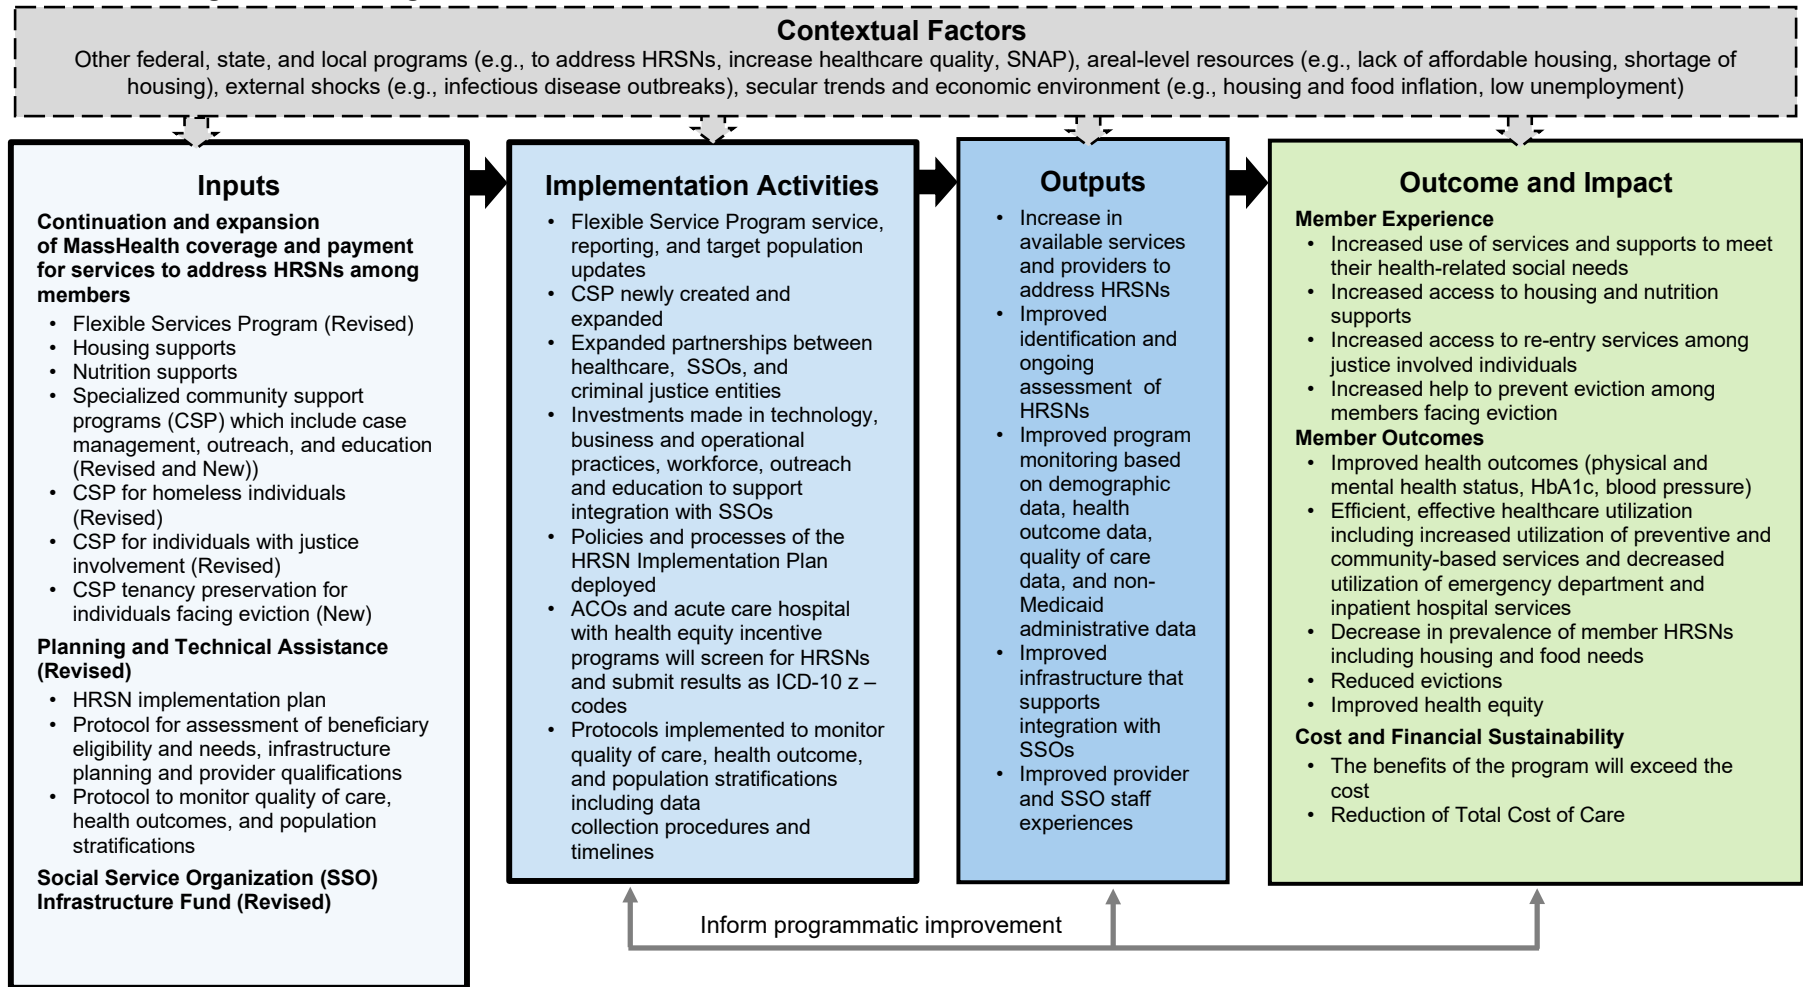 Contextual Factors
Other federal, state, and local programs (e.g., to address HRSNs, increase healthcare quality, SNAP), areal-level resources (e.g., lack of affordable housing, shortage of
housing), external shocks (e.g., infectious disease outbreaks), secular trends and economic environment (e.g., housing and food inflation, low unemployment)
Inputs
Continuation and expansion
of MassHealth coverage and payment
for services to address HRSNs among
members
• Flexible Services Program (Revised)
• Housing supports
• Nutrition supports
• Specialized community support
programs (CSP) which include case
management, outreach, and education
(Revised and New))
• CSP for homeless individuals
(Revised)
• CSP for individuals with justice
involvement (Revised)
• CSP tenancy preservation for
individuals facing eviction (New)
Planning and Technical Assistance
(Revised)
• HRSN implementation plan
• Protocol for assessment of beneficiary
eligibility and needs, infrastructure
planning and provider qualifications
• Protocol to monitor quality of care,
health outcomes, and population
stratifications
Social Service Organization (SSO)
Infrastructure Fund (Revised)
Implementation Activities
• Flexible Service Program service,
reporting, and target population
updates
• CSP newly created and
expanded
• Expanded partnerships between
healthcare, SSOs, and
criminal justice entities
• Investments made in technology,
business and operational
practices, workforce, outreach
and education to support
integration with SSOs
• Policies and processes of the
HRSN Implementation Plan
deployed
• ACOs and acute care hospital
with health equity incentive
programs will screen for HRSNs
and submit results as ICD-10 z –
codes
• Protocols implemented to monitor
quality of care, health outcome,
and population stratifications
including data
collection procedures and
timelines
Outputs
• Increase in
available services
and providers to
address HRSNs
• Improved
identification and
ongoing
assessment of
HRSNs
• Improved program
monitoring based
on demographic
data, health
outcome data,
quality of care
data, and non-
Medicaid
administrative data
• Improved
infrastructure that
supports
integration with
SSOs
• Improved provider
and SSO staff
experiences
Outcome and Impact
Member Experience
• Increased use of services and supports to meet
their health-related social needs
• Increased access to housing and nutrition
supports
• Increased access to re-entry services among
justice involved individuals
• Increased help to prevent eviction among
members facing eviction
Member Outcomes
• Improved health outcomes (physical and
mental health status, HbA1c, blood pressure)
• Efficient, effective healthcare utilization
including increased utilization of preventive and
community-based services and decreased
utilization of emergency department and
inpatient hospital services
• Decrease in prevalence of member HRSNs
including housing and food needs
• Reduced evictions
• Improved health equity
Cost and Financial Sustainability
• The benefits of the program will exceed the
cost
• Reduction of Total Cost of Care
Inform programmatic improvement